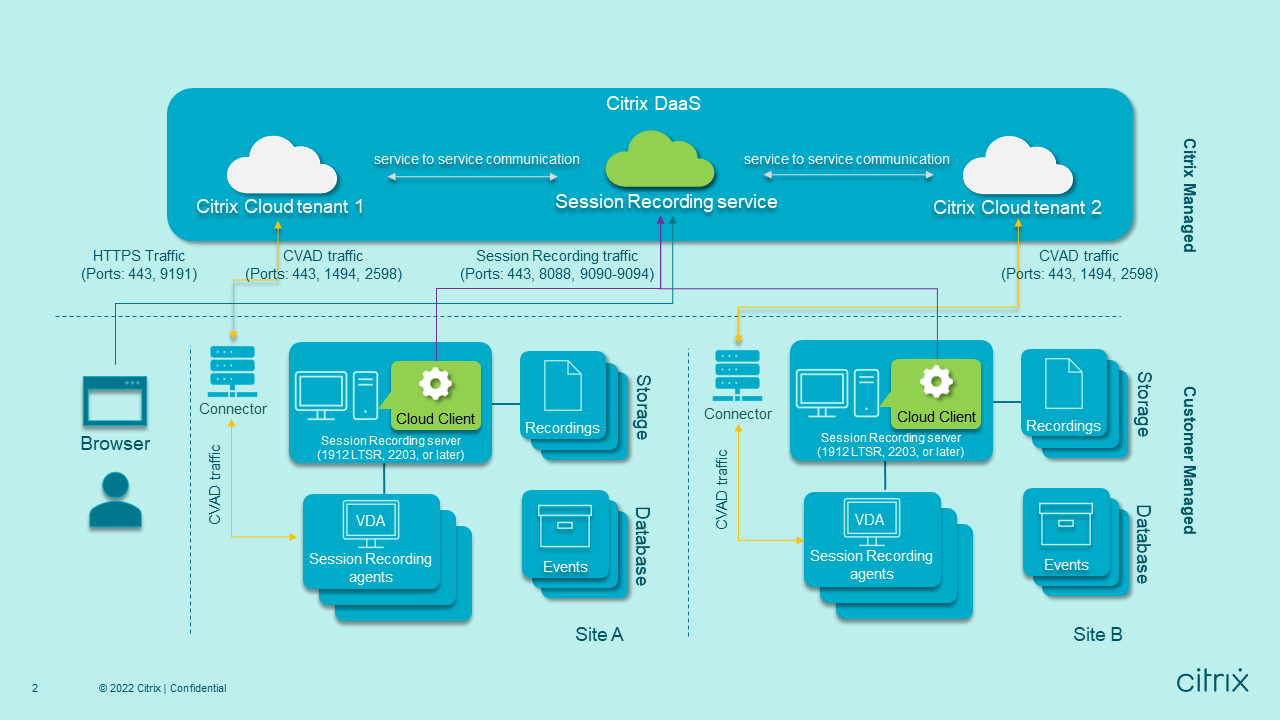 Citrix DaaS
service to service communication
service to service communication
Citrix Cloud tenant 1
Session Recording service
Citrix Cloud tenant 2
Citrix Managed
HTTPS Traffic
(Ports: 443, 9191)
CVAD traffic
(Ports: 443, 1494, 2598)
Session Recording traffic
(Ports: 443, 8088, 9090-9094)
CVAD traffic
(Ports: 443, 1494, 2598)
Browser
Connector
Cloud Client
Session Recording server
(1912 LTSR, 2203, or later)
Recordings
Storage
CVAD traffic
VDA
Session Recording
agents
Events
Database
Site A
Connector
Cloud Client
Session Recording server
(1912 LTSR, 2203, or later)
Recordings
Storage
CVAD traffic
VDA
Session Recording
agents
Events
Database
Site B
Customer Managed
2
© 2022 Citrix | Confidential
citrix